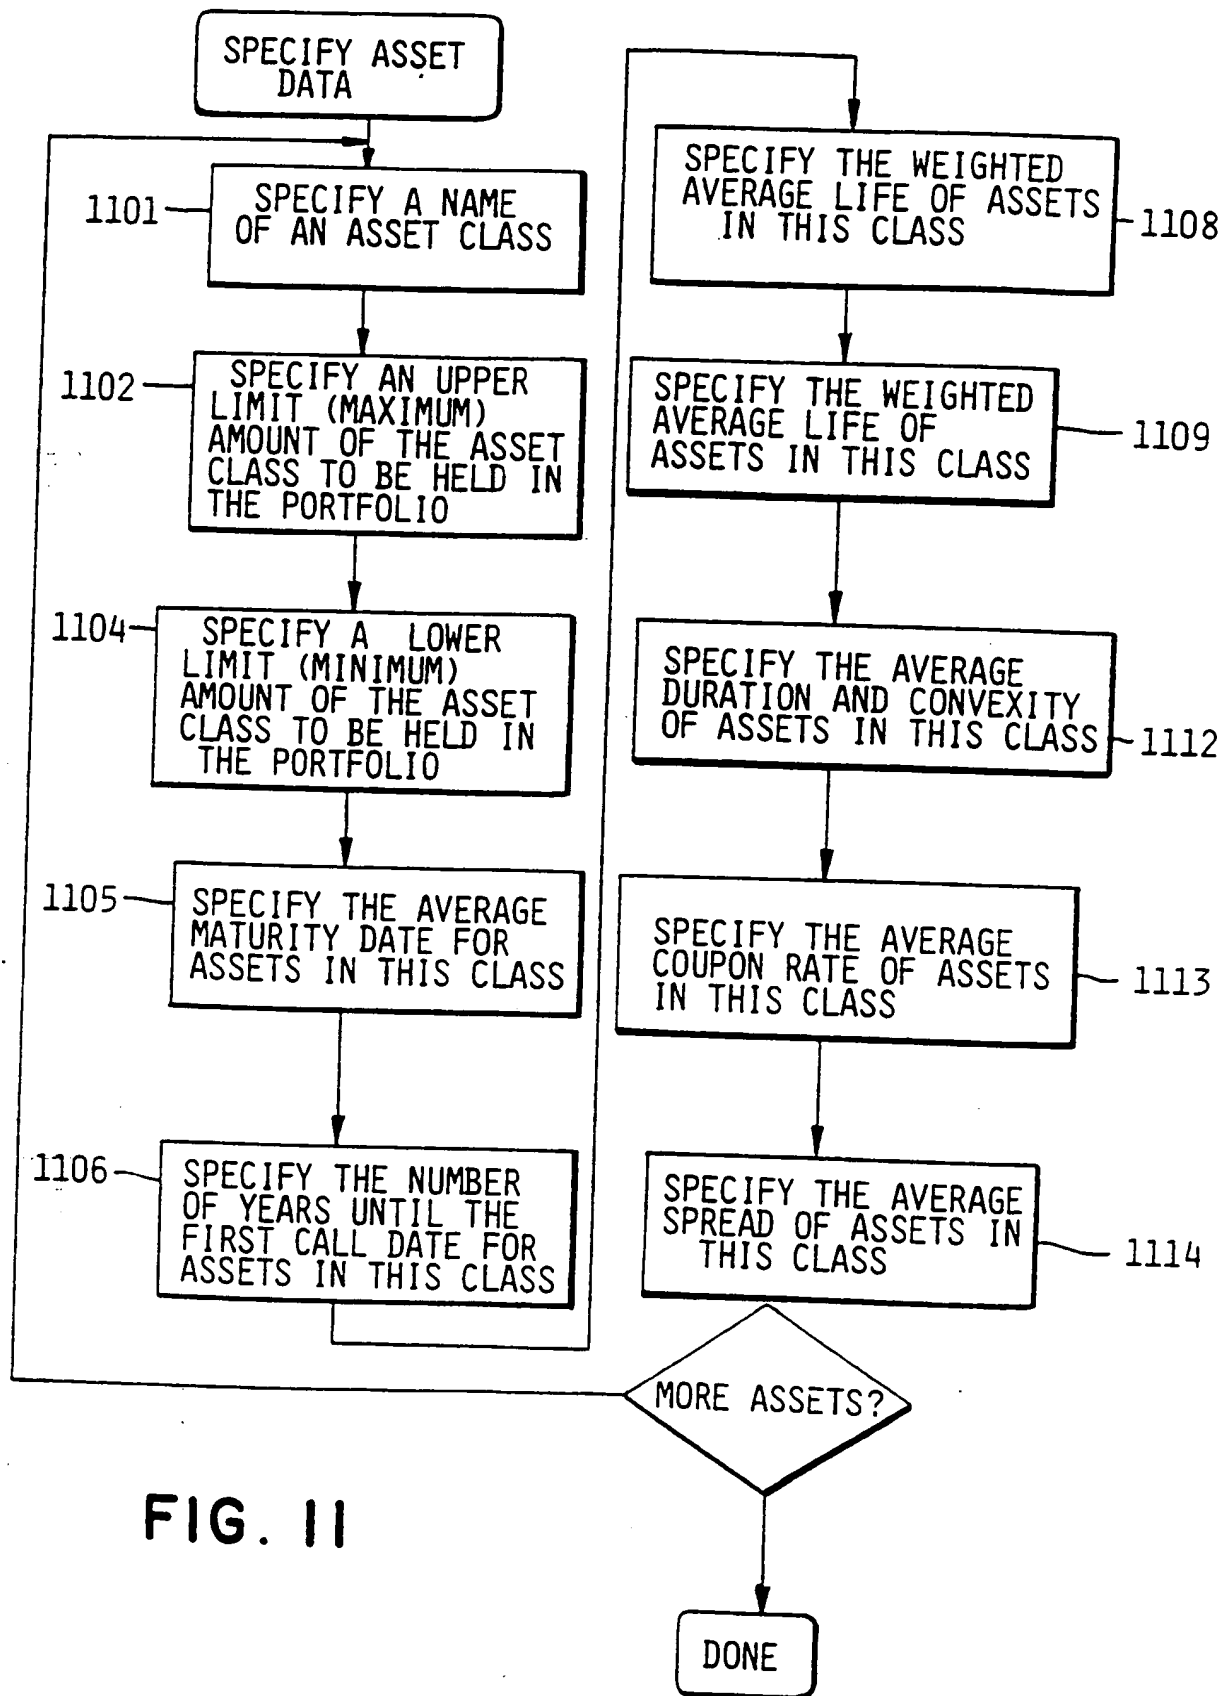 SPECIFY ASSET
DATA
1101
SPECIFY A NAME
OF AN ASSET CLASS
1102
SPECIFY AN UPPER
LIMIT (MAXIMUM)
AMOUNT OF THE ASSET
CLASS TO BE HELD IN
THE PORTFOLIO
1104
SPECIFY A LOWER
LIMIT (MINIMUM)
AMOUNT OF THE ASSET
CLASS TO BE HELD IN
THE PORTFOLIO
1105
SPECIFY THE AVERAGE
MATURITY DATE FOR
ASSETS IN THIS CLASS
1106
SPECIFY THE NUMBER
OF YEARS UNTIL THE
FIRST CALL DATE FOR
ASSETS IN THIS CLASS
SPECIFY THE WEIGHTED
AVERAGE LIFE OF ASSETS
IN THIS CLASS
1108
SPECIFY THE WEIGHTED
AVERAGE LIFE OF
ASSETS IN THIS CLASS
1109
SPECIFY THE AVERAGE
DURATION AND CONVEXITY
OF ASSETS IN THIS CLASS
1112
SPECIFY THE AVERAGE
COUPON RATE OF ASSETS
IN THIS CLASS
1113
SPECIFY THE AVERAGE
SPREAD OF ASSETS IN
THIS CLASS
1114
MORE ASSETS?
DONE
FIG. 11